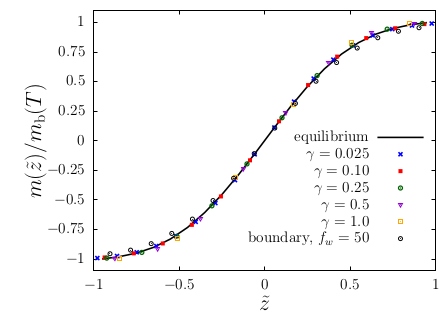 1
0.75
0.5
0.25
0
−0.25
−0.5
−0.75
−1
m(z̃)/m_b(T)
equilibrium
γ = 0.025
γ = 0.10
γ = 0.25
γ = 0.5
γ = 1.0
boundary, f_w = 50
−1 −0.5 0 0.5 1
z̃